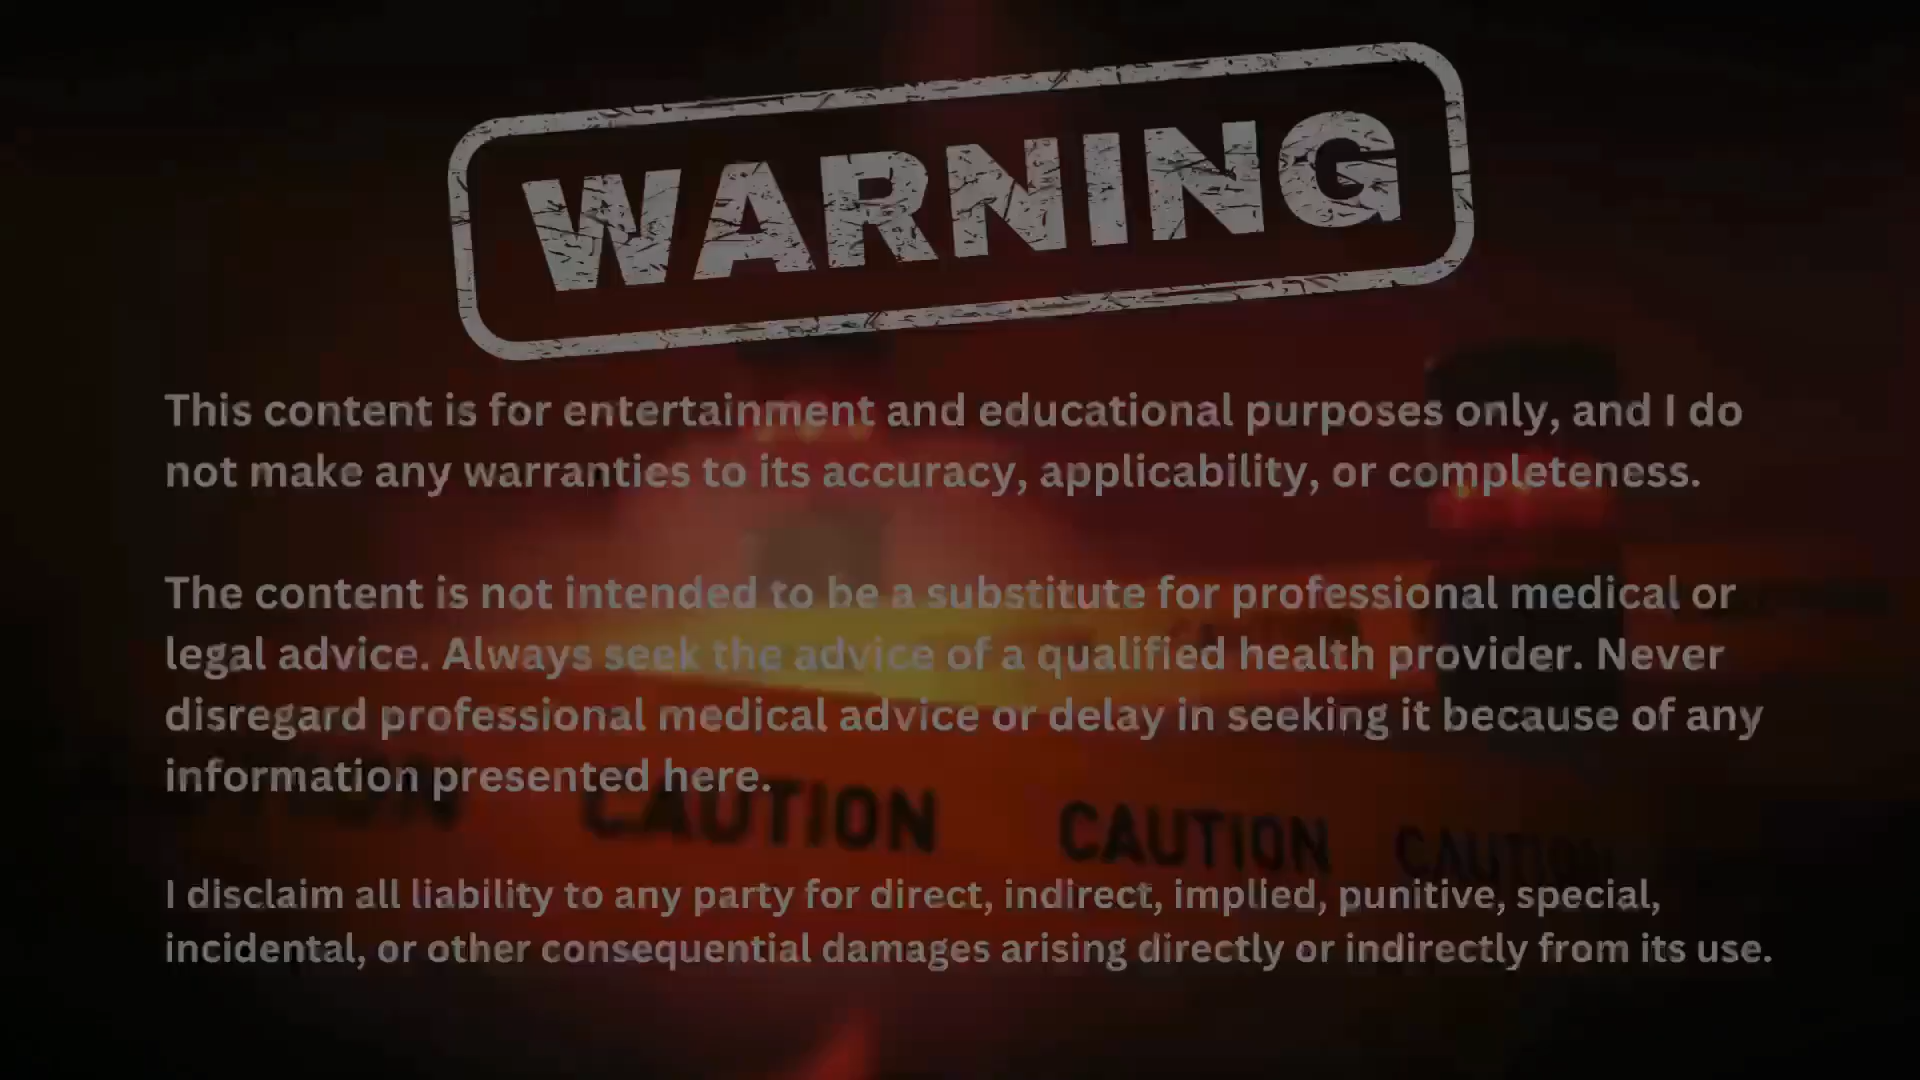 WARNING
This content is for entertainment and educational purposes only, and I do
not make any warranties to its accuracy, applicability, or completeness.
The content is not intended to be a substitute for professional medical or
legal advice. Always seek the advice of a qualified health provider. Never
disregard professional medical advice or delay in seeking it because of any
information presented here.
CAUTION CAUTION CAUTION
I disclaim all liability to any party for direct, indirect, implied, punitive, special,
incidental, or other consequential damages arising directly or indirectly from its use.